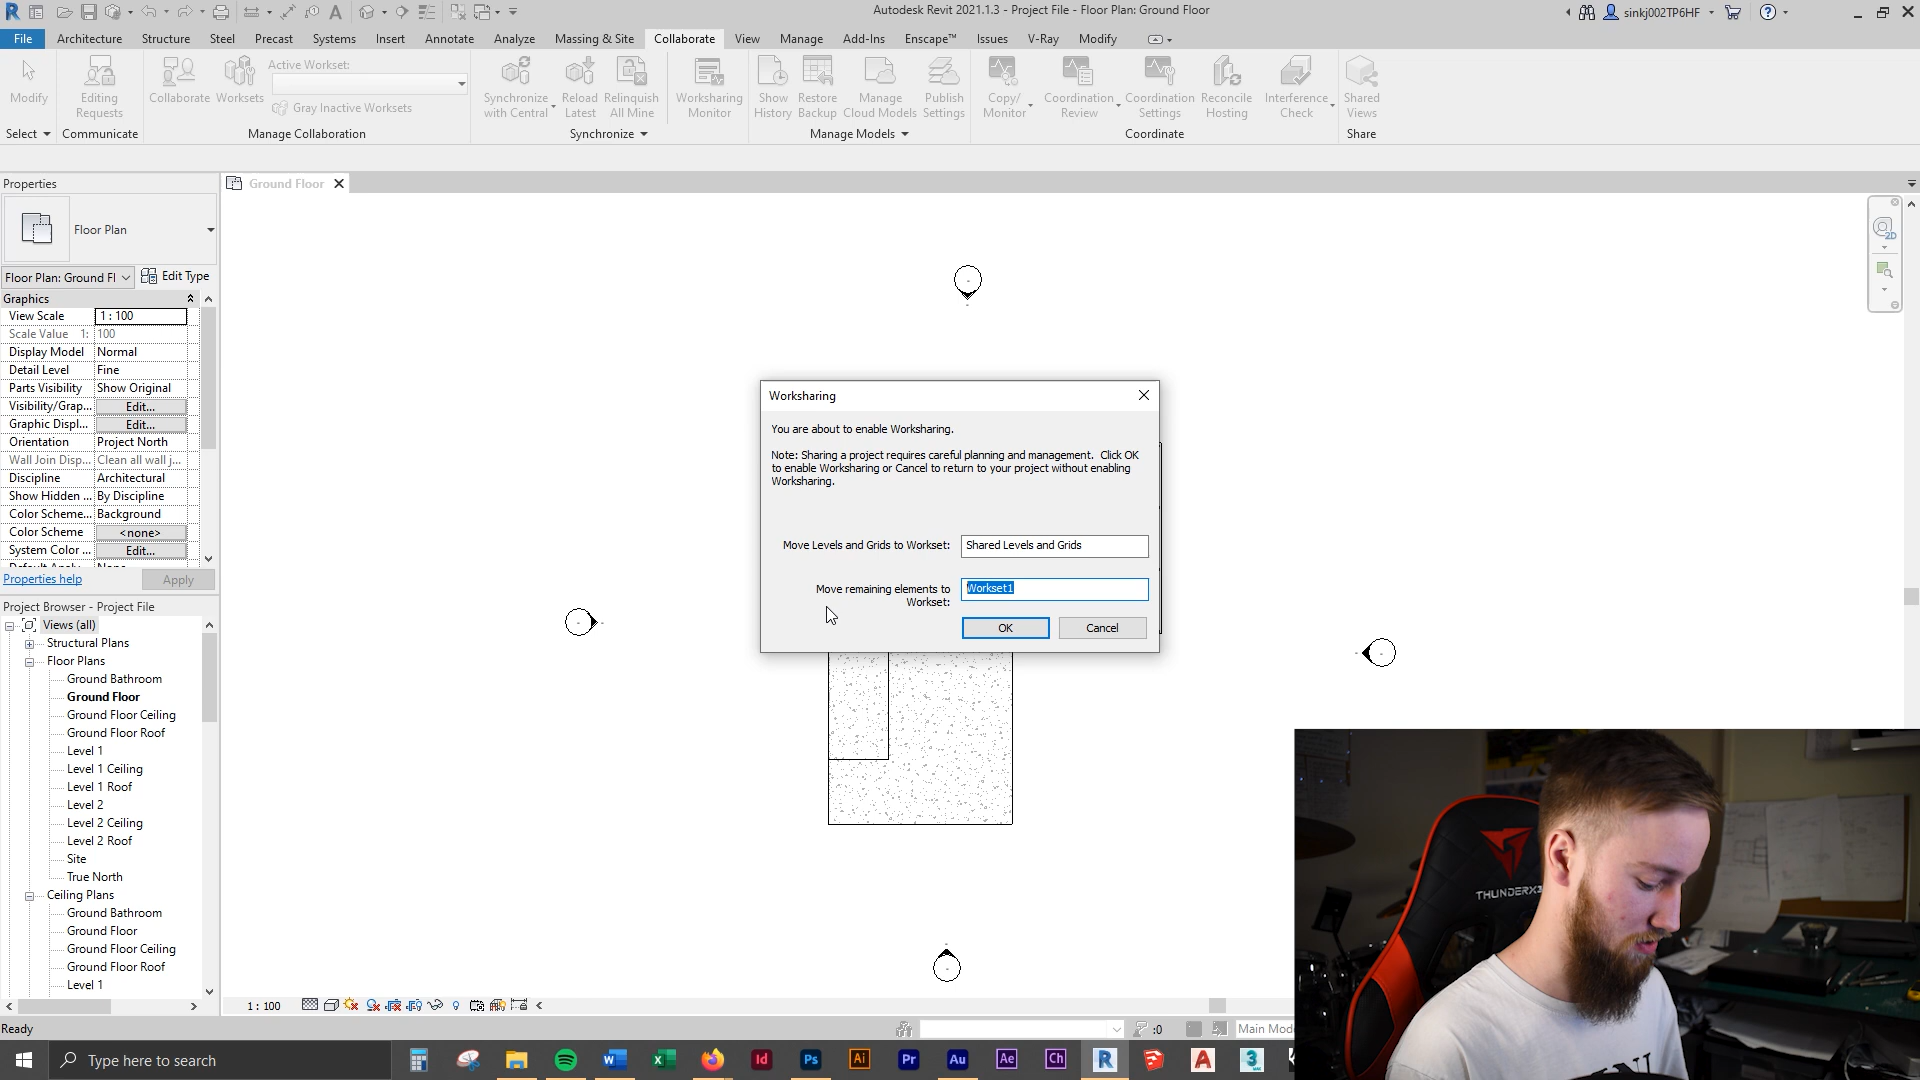 Autodesk Revit 2021.1.3 - Project File - Floor Plan: Ground Floor
sinkj002TP6HF
File Architecture Structure Steel Precast Systems Insert Annotate Analyze Massing & Site Collaborate View Manage Add-Ins Enscape™ Issues V-Ray Modify
Modify
Editing Requests
Collaborate
Worksets
Active Workset:
Gray Inactive Worksets
Synchronize with Central
Reload Latest
Relinquish All Mine
Worksharing Monitor
Show History
Restore Backup
Manage Cloud Models
Publish Settings
Copy/ Monitor
Coordination Review
Coordination Settings
Reconcile Hosting
Interference Check
Shared Views
Select Communicate Manage Collaboration Synchronize Manage Models Coordinate Share
Properties
Ground Floor
Floor Plan
Floor Plan: Ground Fl
Edit Type
Graphics
View Scale 1 : 100
Scale Value 1: 100
Display Model Normal
Detail Level Fine
Parts Visibility Show Original
Visibility/Grap... Edit...
Graphic Displ... Edit...
Orientation Project North
Wall Join Disp... Clean all wall j...
Discipline Architectural
Show Hidden ... By Discipline
Color Scheme... Background
Color Scheme <none>
System Color ... Edit...
Properties help
Apply
Project Browser - Project File
Views (all)
Structural Plans
Floor Plans
Ground Bathroom
Ground Floor
Ground Floor Ceiling
Ground Floor Roof
Level 1
Level 1 Ceiling
Level 1 Roof
Level 2
Level 2 Ceiling
Level 2 Roof
Site
True North
Ceiling Plans
Ground Bathroom
Ground Floor
Ground Floor Ceiling
Ground Floor Roof
Level 1
Worksharing
You are about to enable Worksharing.
Note: Sharing a project requires careful planning and management. Click OK
to enable Worksharing or Cancel to return to your project without enabling
Worksharing.
Move Levels and Grids to Workset: Shared Levels and Grids
Move remaining elements to
Workset:
Workset1
OK
Cancel
THUNDERX3
1 : 100
Ready
:0
Main Mod
Type here to search